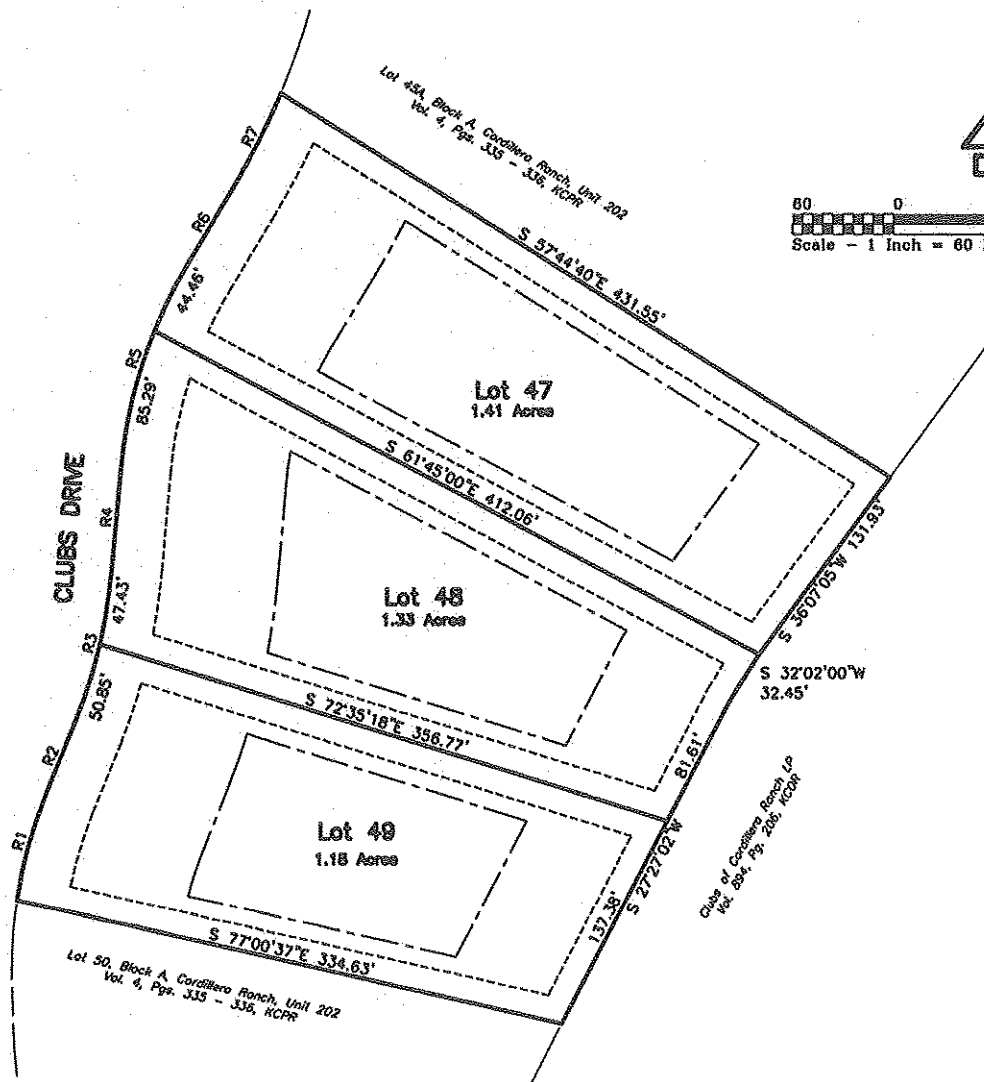 Lot 45A, Block A, Cordillera Ranch, Unit 202
Vol. 4, Pgs. 335 - 336, KCPR
60 0
Scale - 1 Inch = 60
R7
R6
44.46'
S 57°44'40"E 431.55'
Lot 47
1.41 Acres
R5
85.29'
S 61°45'00"E 412.06'
S 36°07'05"W 131.93'
CLUBS DRIVE
R4
Lot 48
1.33 Acres
47.43'
S 32°02'00"W
32.45'
R3
50.85'
S 72°35'18"E 356.77'
81.61'
R2
Clubs of Cordillera Ranch LP
Vol. 894, Pg. 206, KCOR
R1
Lot 49
1.18 Acres
S 27°27'02"W
137.38'
S 77°00'37"E 334.63'
Lot 50, Block A, Cordillera Ranch, Unit 202
Vol. 4, Pgs. 335 - 336, KCPR